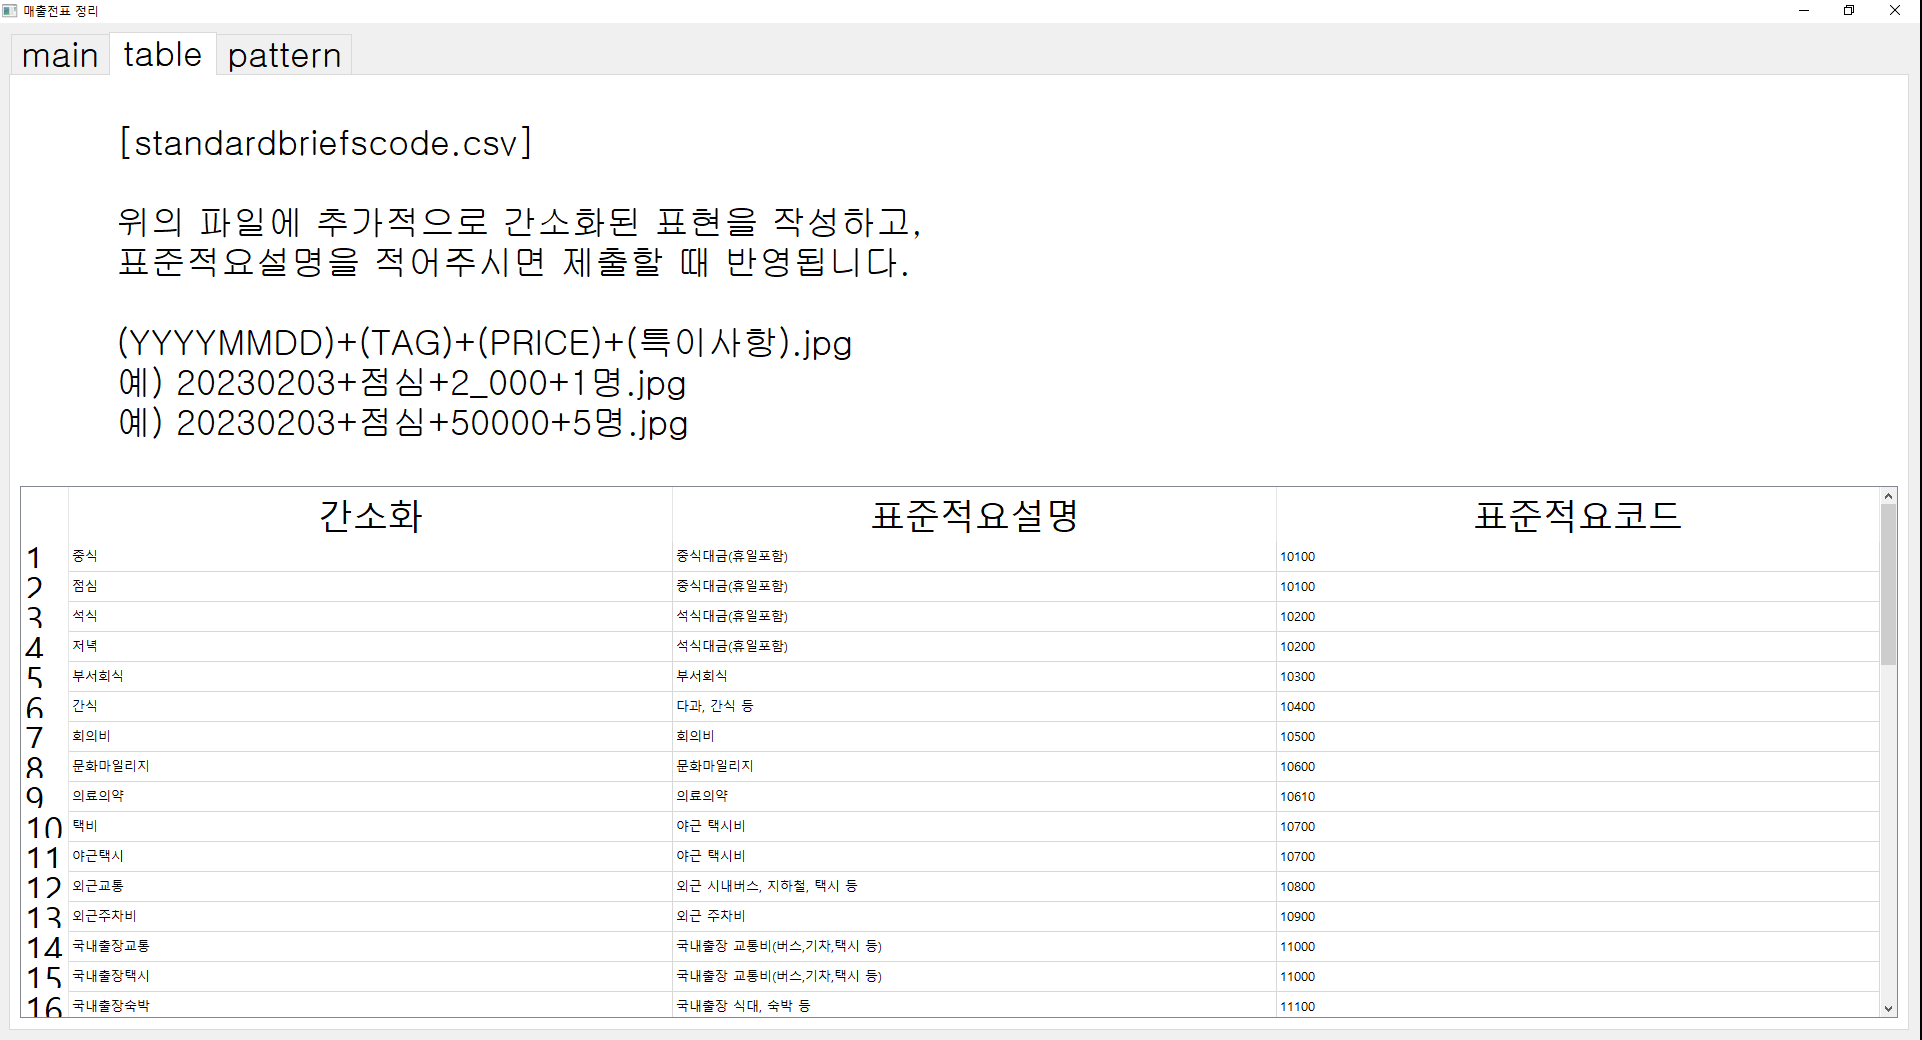 매출전표 정리
main table pattern
[standardbriefscode.csv]
위의 파일에 추가적으로 간소화된 표현을 작성하고,
표준적요설명을 적어주시면 제출할 때 반영됩니다.
(YYYYMMDD)+(TAG)+(PRICE)+(특이사항).jpg
예) 20230203+점심+2_000+1명.jpg
예) 20230203+점심+50000+5명.jpg
간소화 표준적요설명 표준적요코드
1 중식 중식대금(휴일포함) 10100
2 점심 중식대금(휴일포함) 10100
3 석식 석식대금(휴일포함) 10200
4 저녁 석식대금(휴일포함) 10200
5 부서회식 부서회식 10300
6 간식 다과, 간식 등 10400
7 회의비 회의비 10500
8 문화마일리지 문화마일리지 10600
9 의료의약 의료의약 10610
10 택비 야근 택시비 10700
11 야근택시 야근 택시비 10700
12 외근교통 외근 시내버스, 지하철, 택시 등 10800
13 외근주차비 외근 주차비 10900
14 국내출장교통 국내출장 교통비(버스,기차,택시 등) 11000
15 국내출장택시 국내출장 교통비(버스,기차,택시 등) 11000
16 국내출장숙박 국내출장 식대, 숙박 등 11100